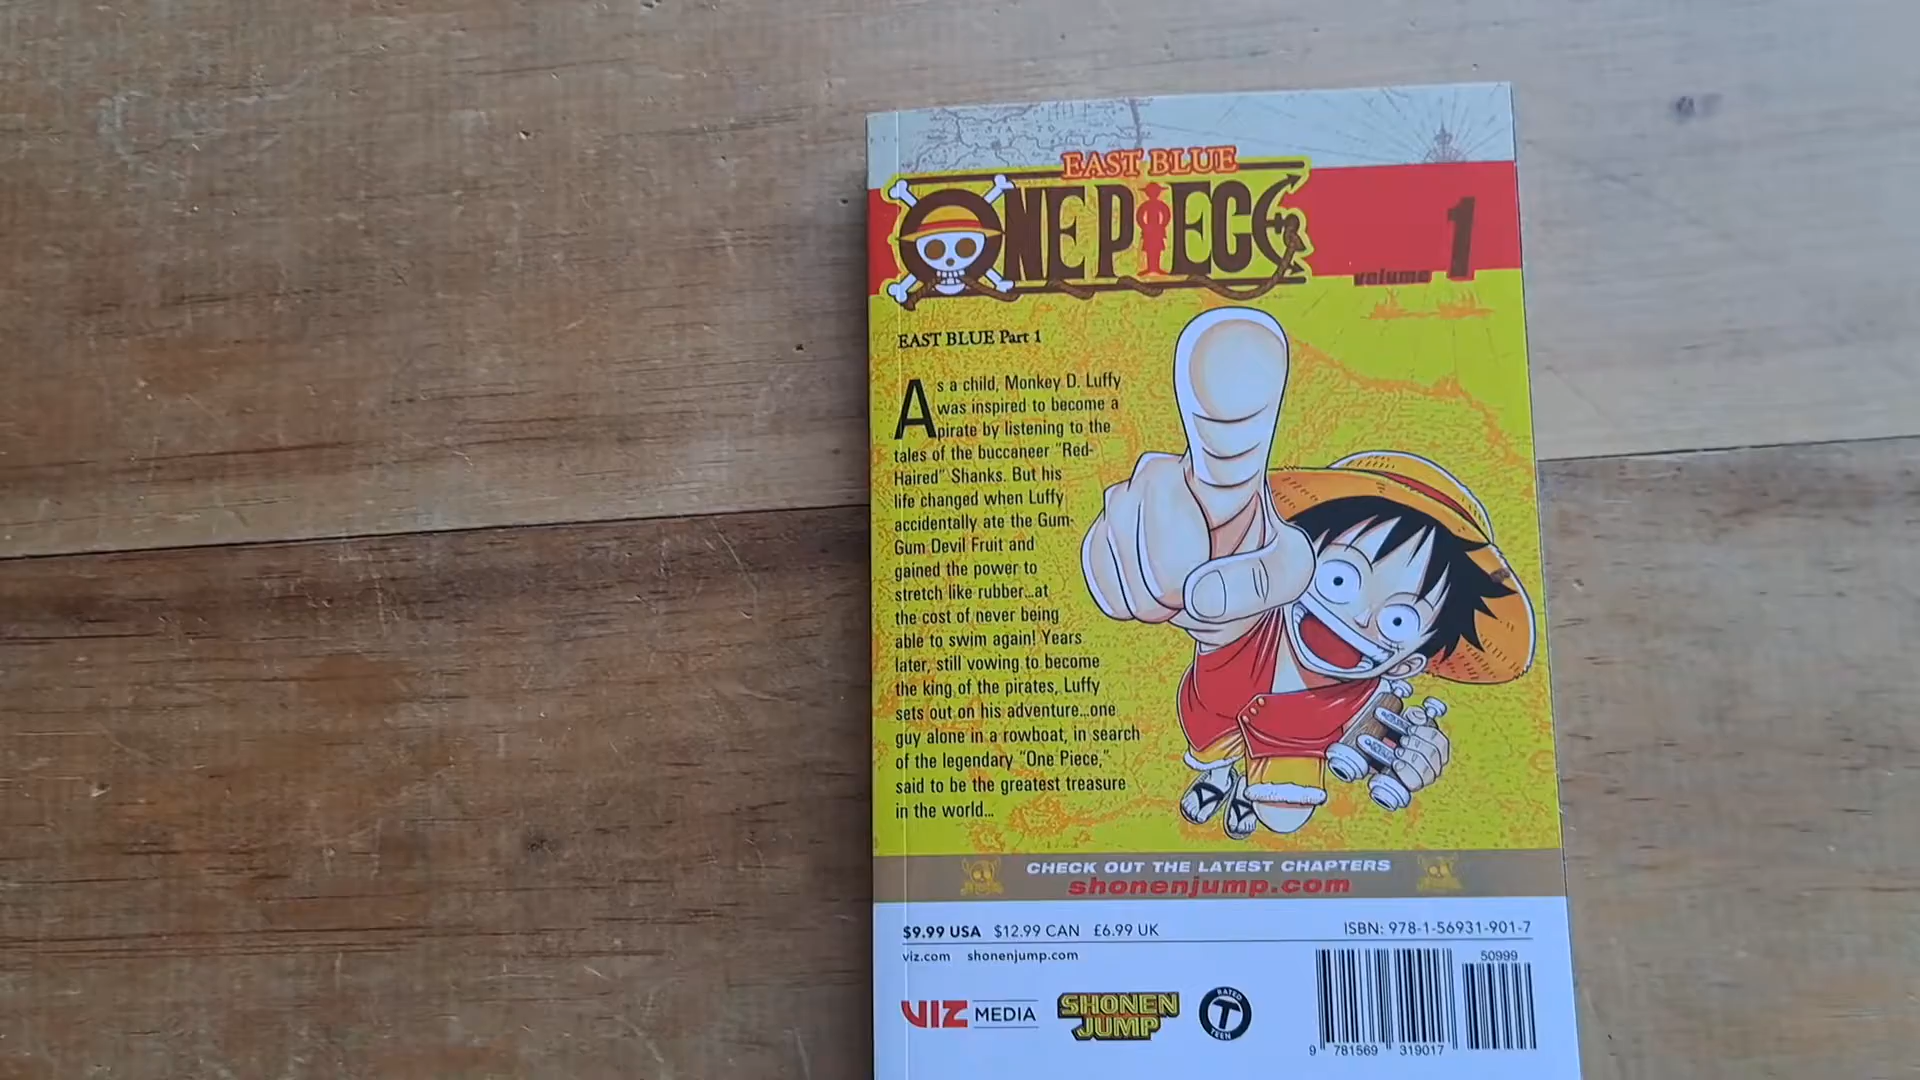 EAST BLUE
ONE PIECE
volume 1
EAST BLUE Part 1
As a child, Monkey D. Luffy
was inspired to become a
pirate by listening to the
tales of the buccaneer "Red-
Haired" Shanks. But his
life changed when Luffy
accidentally ate the Gum-
Gum Devil Fruit and
gained the power to
stretch like rubber...at
the cost of never being
able to swim again! Years
later, still vowing to become
the king of the pirates, Luffy
sets out on his adventure...one
guy alone in a rowboat, in search
of the legendary "One Piece,"
said to be the greatest treasure
in the world...
CHECK OUT THE LATEST CHAPTERS
shonenjump.com
$9.99 USA $12.99 CAN £6.99 UK
ISBN: 978-1-56931-901-7
viz.com shonenjump.com
50999
VIZ MEDIA
SHONEN
JUMP
RATED
T
TEEN
9 781569 319017